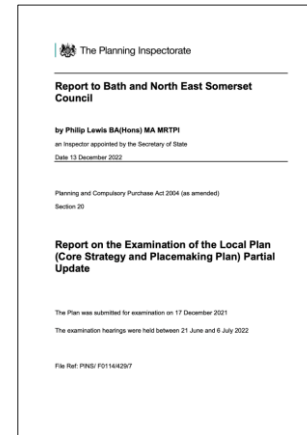 The Planning Inspectorate
Report to Bath and North East Somerset
Council
by Philip Lewis BA(Hons) MA MRTPI
an Inspector appointed by the Secretary of State
Date 13 December 2022
Planning and Compulsory Purchase Act 2004 (as amended)
Section 20
Report on the Examination of the Local Plan
(Core Strategy and Placemaking Plan) Partial
Update
The Plan was submitted for examination on 17 December 2021
The examination hearings were held between 21 June and 6 July 2022
File Ref: PINS/ F0114/429/7